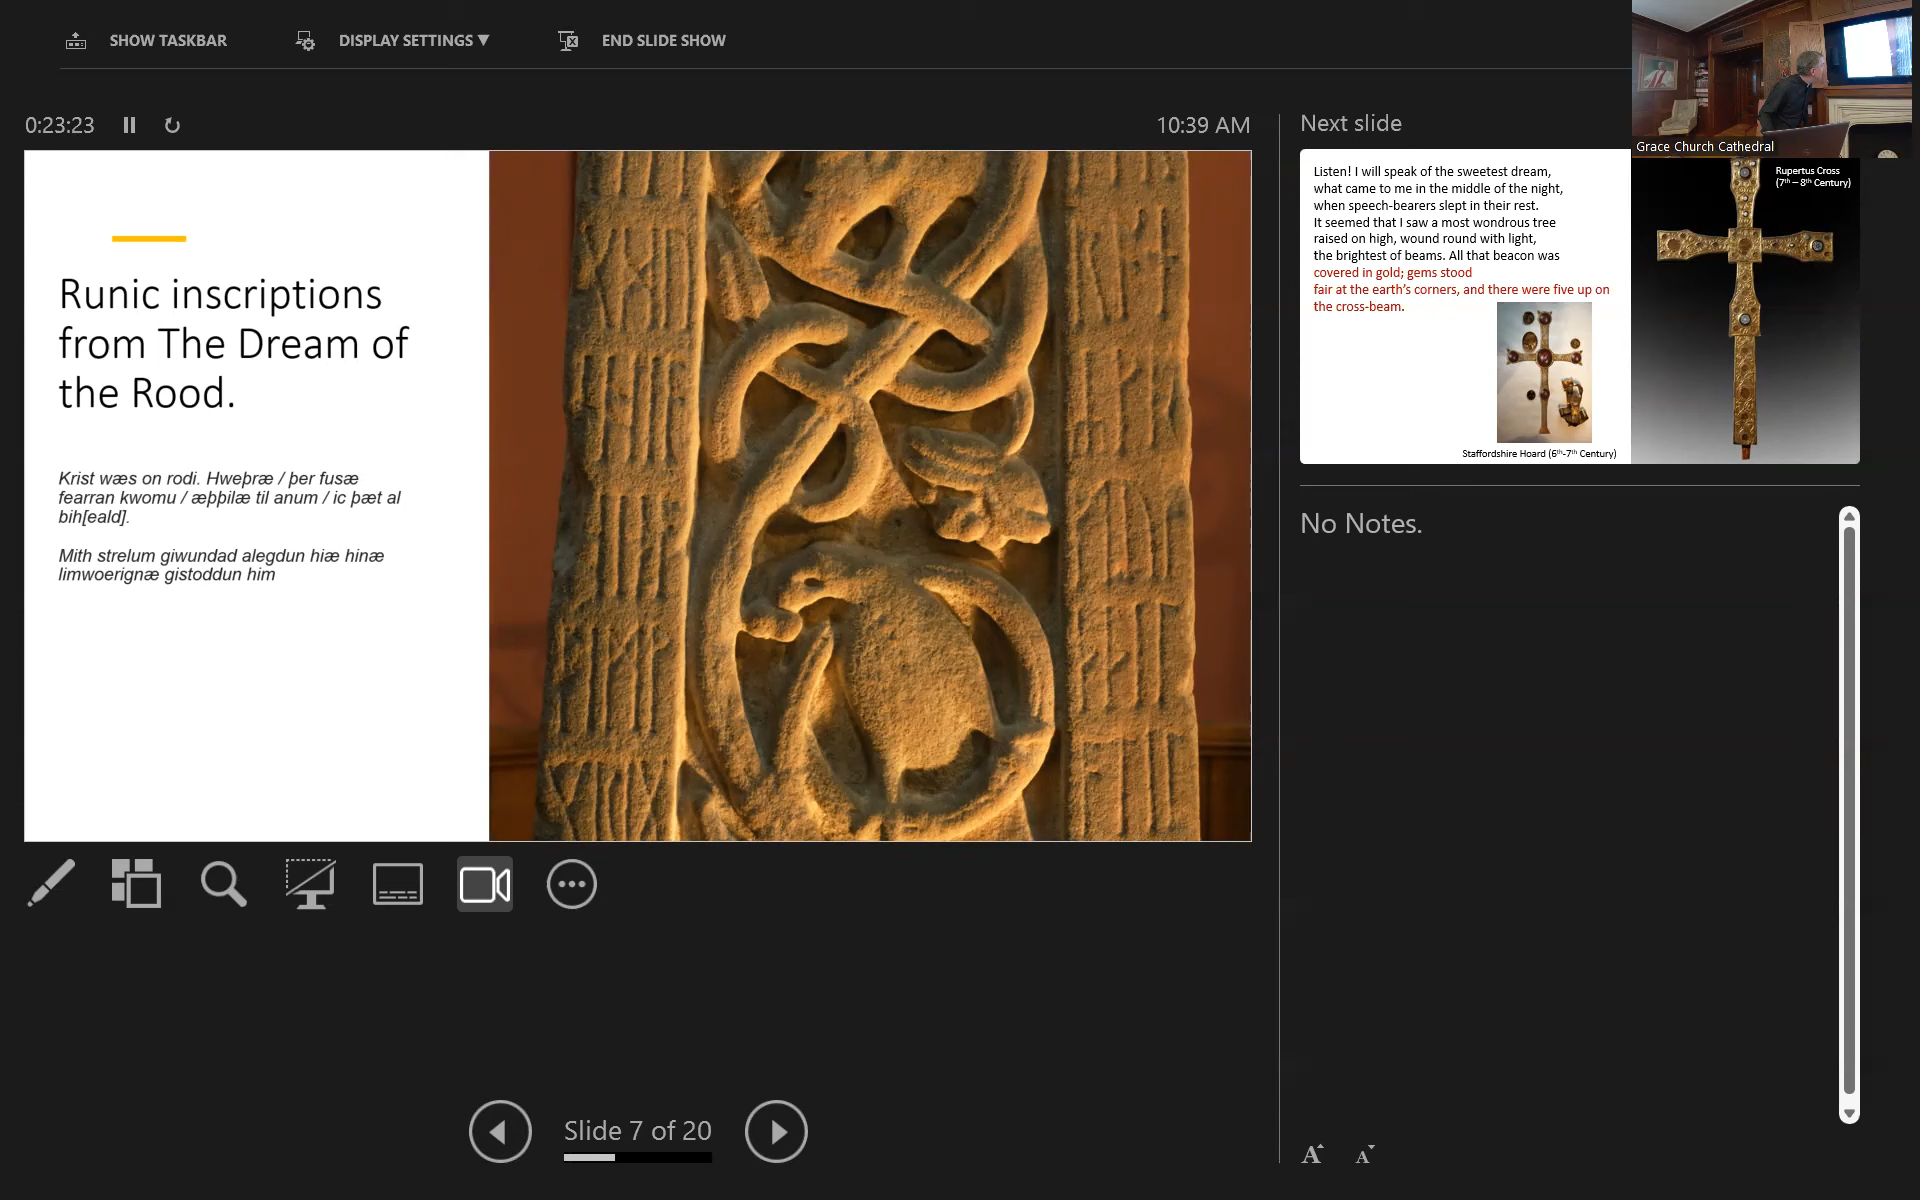 SHOW TASKBAR
DISPLAY SETTINGS ▼
END SLIDE SHOW
0:23:23
10:39 AM
Runic inscriptions
from The Dream of
the Rood.
Krist wæs on rodi. Hweþræ / þer fusæ
fearran kwomu / æþþilæ til anum / ic þæt al
bih[eald].
Mith strelum giwundad alegdun hiæ hinæ
limwoerignæ gistoddun him
Slide 7 of 20
Next slide
Grace Church Cathedral
Listen! I will speak of the sweetest dream,
what came to me in the middle of the night,
when speech-bearers slept in their rest.
It seemed that I saw a most wondrous tree
raised on high, wound round with light,
the brightest of beams. All that beacon was
covered in gold; gems stood
fair at the earth’s corners, and there were five up on
the cross-beam.
Staffordshire Hoard (6th-7th Century)
Rupertus Cross
(7th – 8th Century)
No Notes.
A A